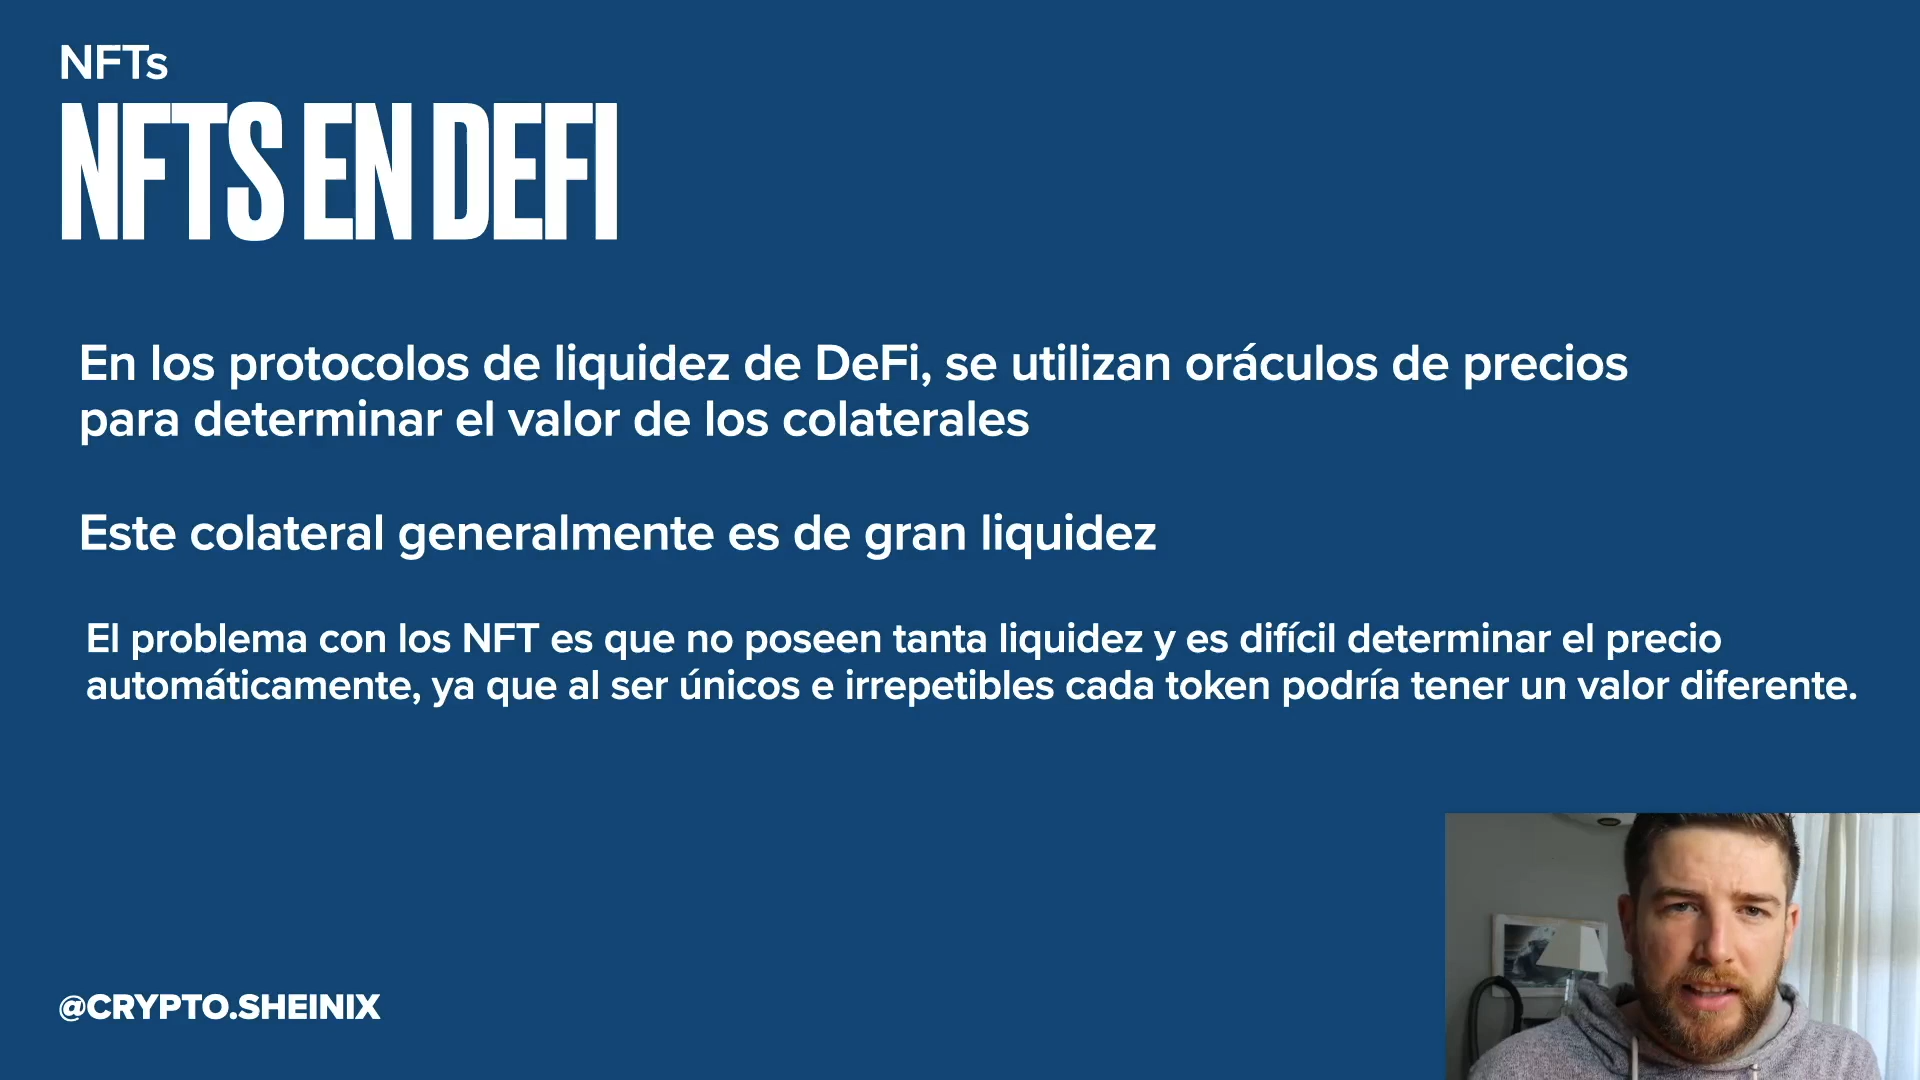 NFTs
NFTS EN DEFI
En los protocolos de liquidez de DeFi, se utilizan oráculos de precios
para determinar el valor de los colaterales
Este colateral generalmente es de gran liquidez
El problema con los NFT es que no poseen tanta liquidez y es difícil determinar el precio
automáticamente, ya que al ser únicos e irrepetibles cada token podría tener un valor diferente.
@CRYPTO.SHEINIX